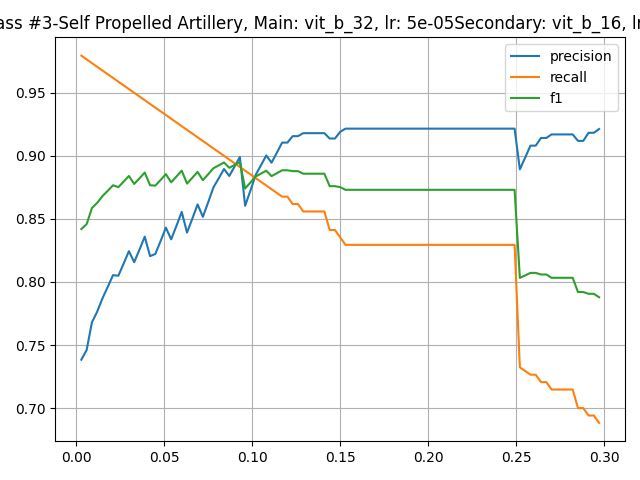 #3-Self Propelled Artillery, Main: vit_b_32, lr: 5e-05Secondary: vit_b_16,
precision
recall
f1
0.95
0.90
0.85
0.80
0.75
0.70
0.00 0.05 0.10 0.15 0.20 0.25 0.30